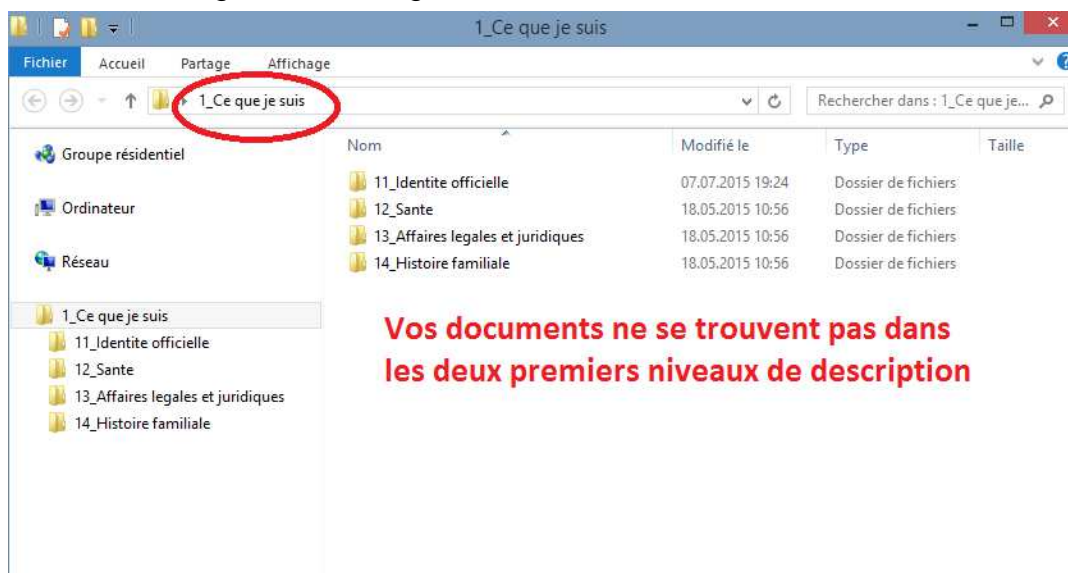 1_Ce que je suis
Fichier Accueil Partage Affichage
1_Ce que je suis
Rechercher dans : 1_Ce que je...
Groupe résidentiel
Ordinateur
Réseau
1_Ce que je suis
11_Identite officielle
12_Sante
13_Affaires legales et juridiques
14_Histoire familiale
Nom Modifié le Type Taille
11_Identite officielle 07.07.2015 19:24 Dossier de fichiers
12_Sante 18.05.2015 10:56 Dossier de fichiers
13_Affaires legales et juridiques 18.05.2015 10:56 Dossier de fichiers
14_Histoire familiale 18.05.2015 10:56 Dossier de fichiers
Vos documents ne se trouvent pas dans
les deux premiers niveaux de description